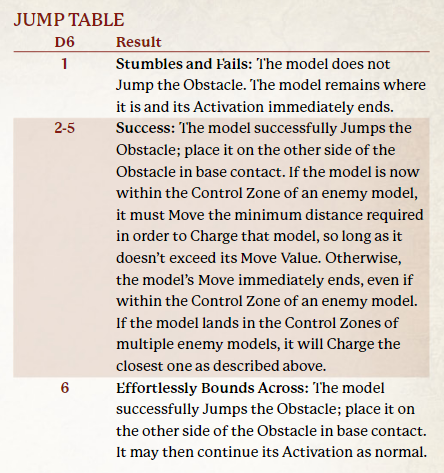 JUMP TABLE
D6 Result
1 Stumbles and Fails: The model does not
Jump the Obstacle. The model remains where
it is and its Activation immediately ends.
2-5 Success: The model successfully Jumps the
Obstacle; place it on the other side of the
Obstacle in base contact. If the model is now
within the Control Zone of an enemy model,
it must Move the minimum distance required
in order to Charge that model, so long as it
doesn’t exceed its Move Value. Otherwise,
the model’s Move immediately ends, even if
within the Control Zone of an enemy model.
If the model lands in the Control Zones of
multiple enemy models, it will Charge the
closest one as described above.
6 Effortlessly Bounds Across: The model
successfully Jumps the Obstacle; place it on
the other side of the Obstacle in base contact.
It may then continue its Activation as normal.